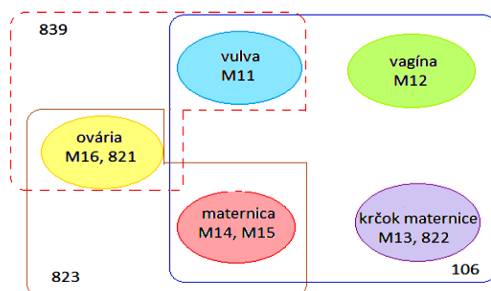 839
vulva
M11
vagína
M12
ovária
M16, 821
maternica
M14, M15
krčok maternice
M13, 822
823
106